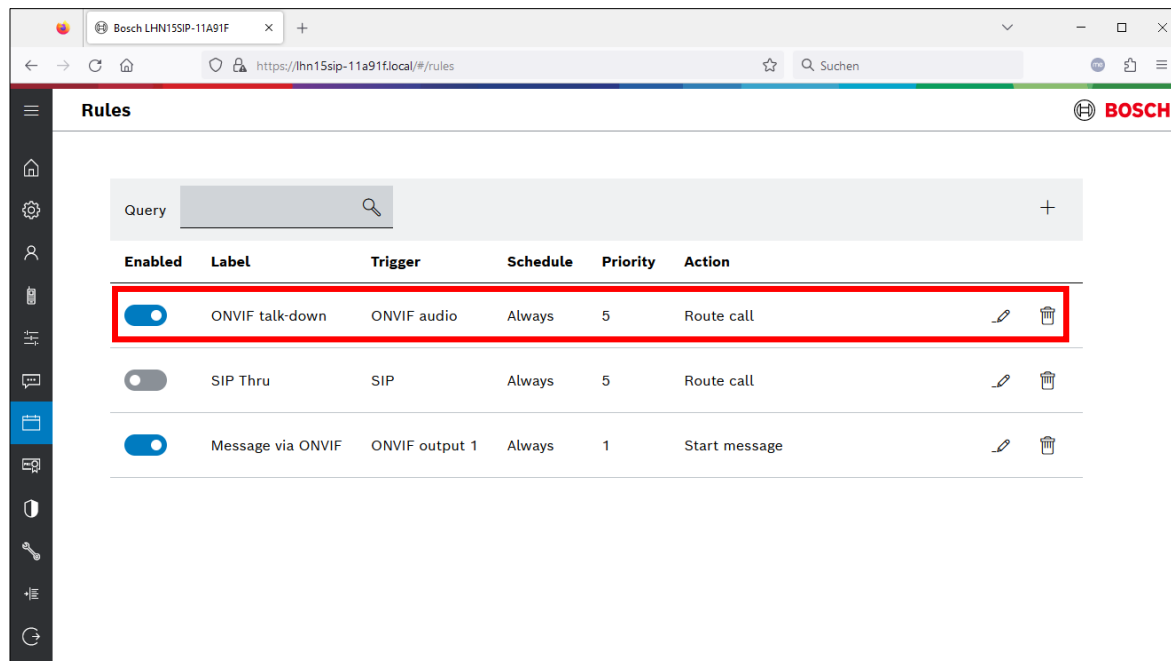 Bosch LHN15SIP-11A91F
https://lhn15sip-11a91f.local/#/rules
Suchen
me
Rules
BOSCH
Query
Enabled Label Trigger Schedule Priority Action
ONVIF talk-down ONVIF audio Always 5 Route call
SIP Thru SIP Always 5 Route call
Message via ONVIF ONVIF output 1 Always 1 Start message